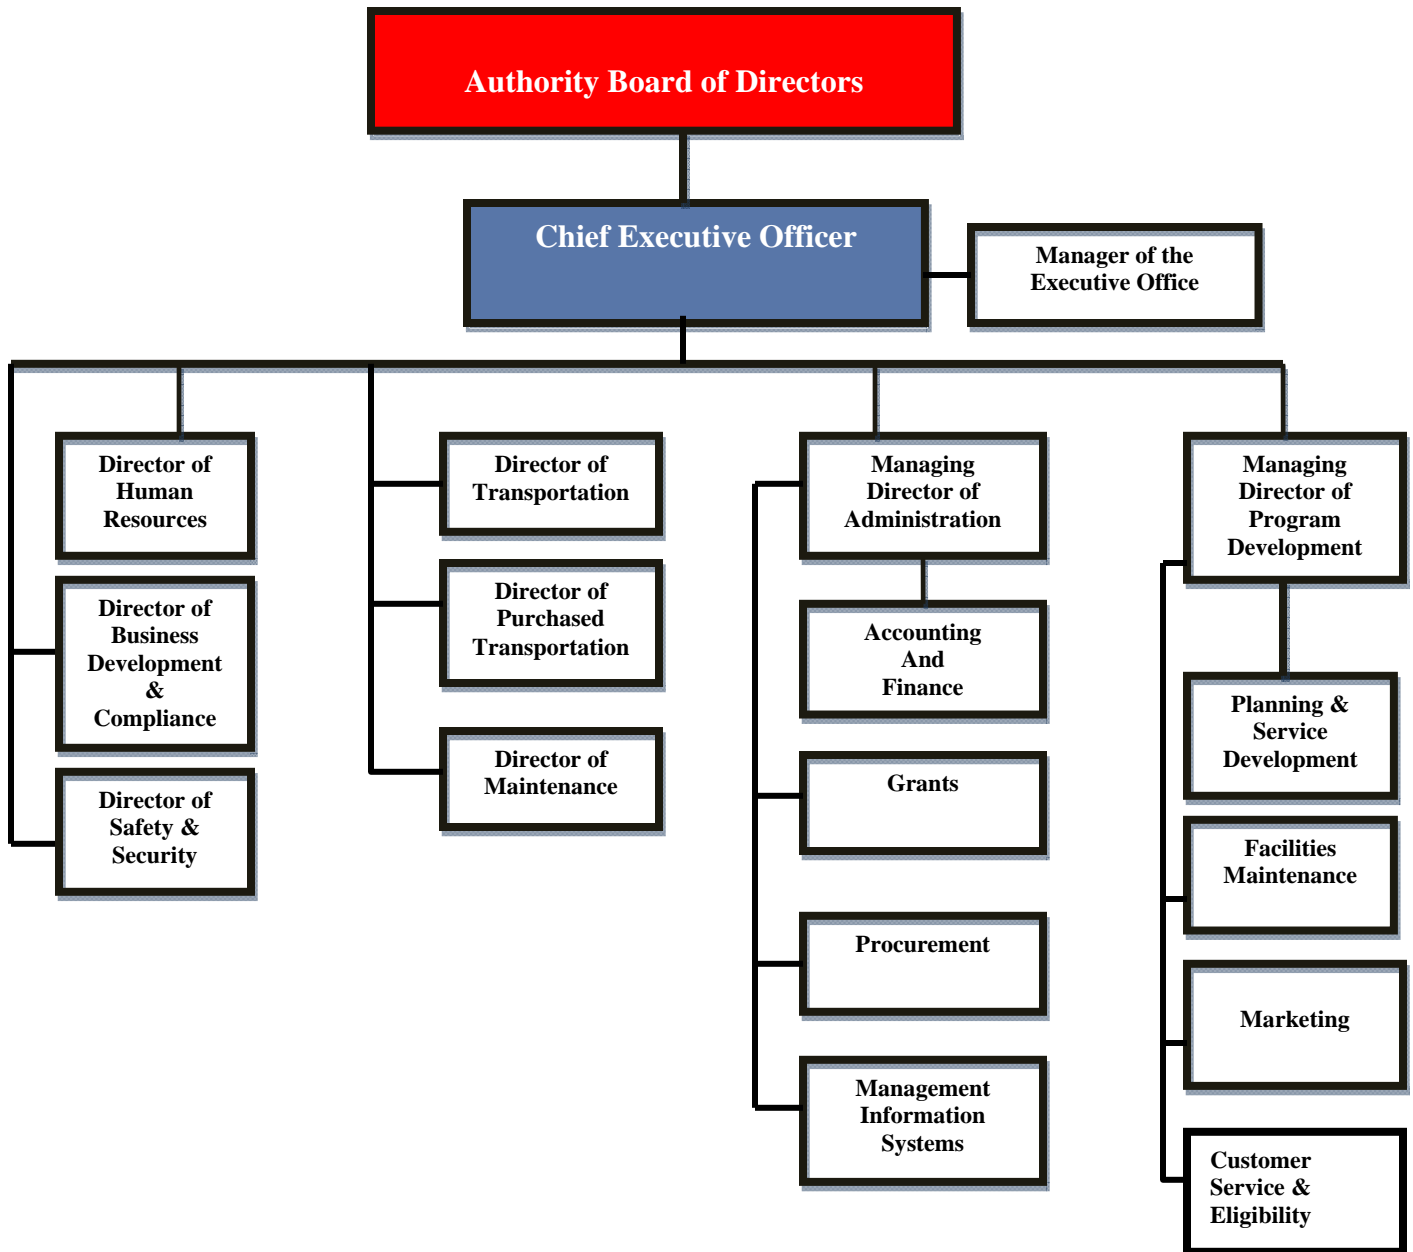 Authority Board of Directors
Chief Executive Officer
Manager of the
Executive Office
Director of
Human
Resources
Director of
Business
Development
&
Compliance
Director of
Safety &
Security
Director of
Transportation
Director of
Purchased
Transportation
Director of
Maintenance
Managing
Director of
Administration
Accounting
And
Finance
Grants
Procurement
Management
Information
Systems
Managing
Director of
Program
Development
Planning &
Service
Development
Facilities
Maintenance
Marketing
Customer
Service &
Eligibility